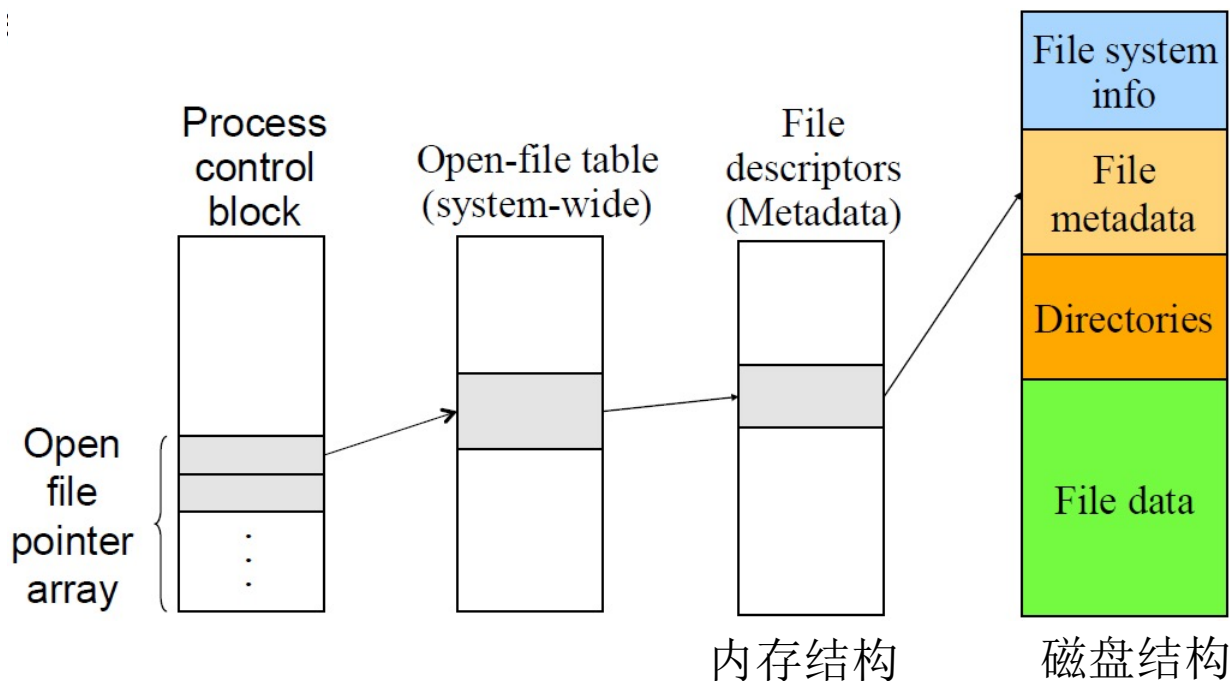 Process
control
block
Open-file table
(system-wide)
File
descriptors
(Metadata)
File system
info
File
metadata
Directories
File data
Open
file
pointer
array
内存结构
磁盘结构